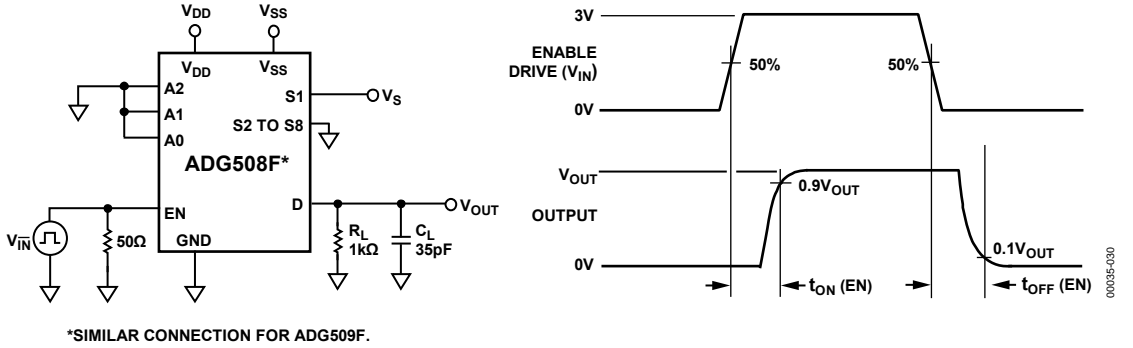 VDD
VSS
VDD
VSS
A2
A1
A0
S1
VS
S2 TO S8
ADG508F*
EN
D
VOUT
VIN
50Ω
GND
RL
1kΩ
CL
35pF
*SIMILAR CONNECTION FOR ADG509F.
3V
ENABLE
DRIVE (VIN)
50%
50%
0V
VOUT
0.9VOUT
OUTPUT
0.1VOUT
0V
tON (EN)
tOFF (EN)
00035-030